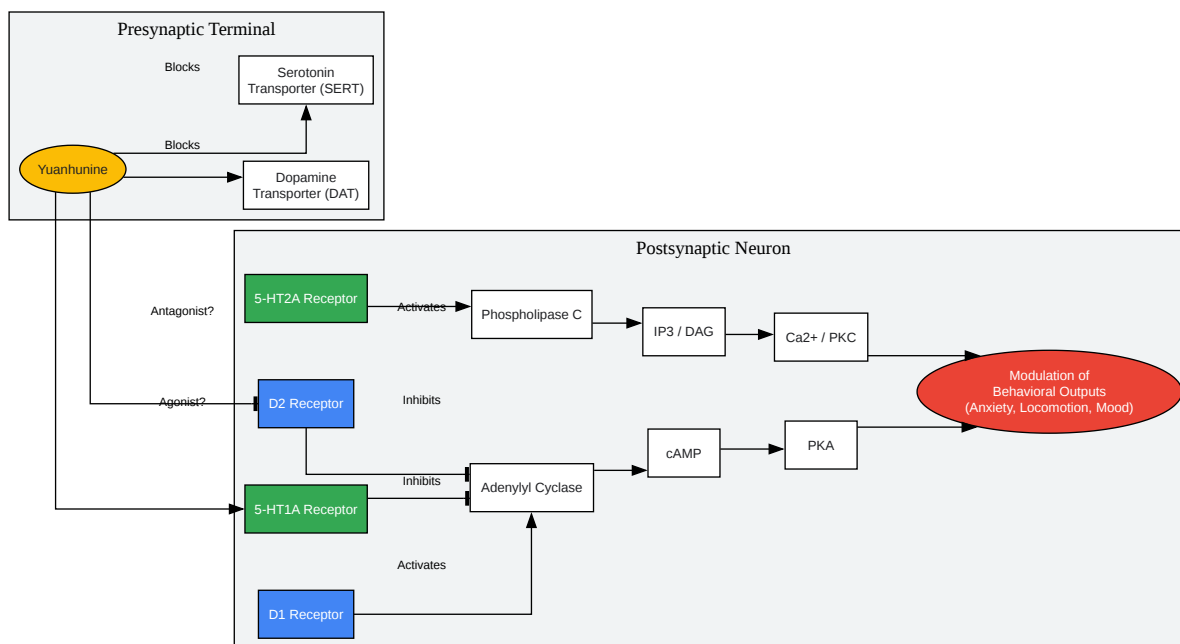 Presynaptic Terminal
Blocks
Serotonin
Transporter (SERT)
Blocks
Yuanhunine
Dopamine
Transporter (DAT)
Postsynaptic Neuron
5-HT2A Receptor
Activates
Antagonist?
Phospholipase C
IP3 / DAG
Ca2+ / PKC
Modulation of
Behavioral Outputs
(Anxiety, Locomotion, Mood)
Agonist?
D2 Receptor
Inhibits
cAMP
PKA
Inhibits
Adenylyl Cyclase
5-HT1A Receptor
Activates
D1 Receptor